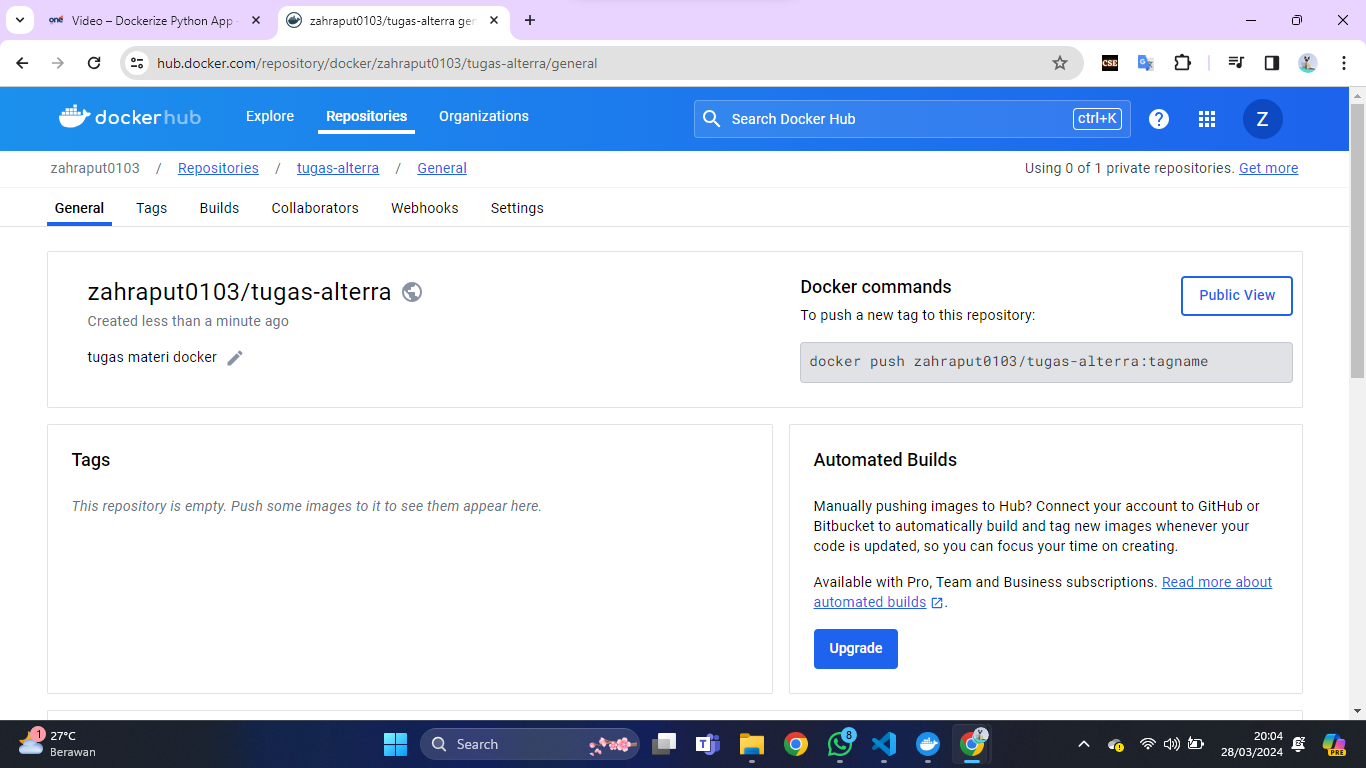 one Video – Dockerize Python App
zahraput0103/tugas-alterra gen
hub.docker.com/repository/docker/zahraput0103/tugas-alterra/general
CSE
dockerhub
Explore
Repositories
Organizations
Search Docker Hub
ctrl+K
Z
zahraput0103 / Repositories / tugas-alterra / General
Using 0 of 1 private repositories. Get more
General
Tags
Builds
Collaborators
Webhooks
Settings
zahraput0103/tugas-alterra
Created less than a minute ago
tugas materi docker
Docker commands
Public View
To push a new tag to this repository:
docker push zahraput0103/tugas-alterra:tagname
Tags
This repository is empty. Push some images to it to see them appear here.
Automated Builds
Manually pushing images to Hub? Connect your account to GitHub or
Bitbucket to automatically build and tag new images whenever your
code is updated, so you can focus your time on creating.
Available with Pro, Team and Business subscriptions. Read more about
automated builds .
Upgrade
1
27°C
Berawan
Search
8
20:04
28/03/2024
PRE